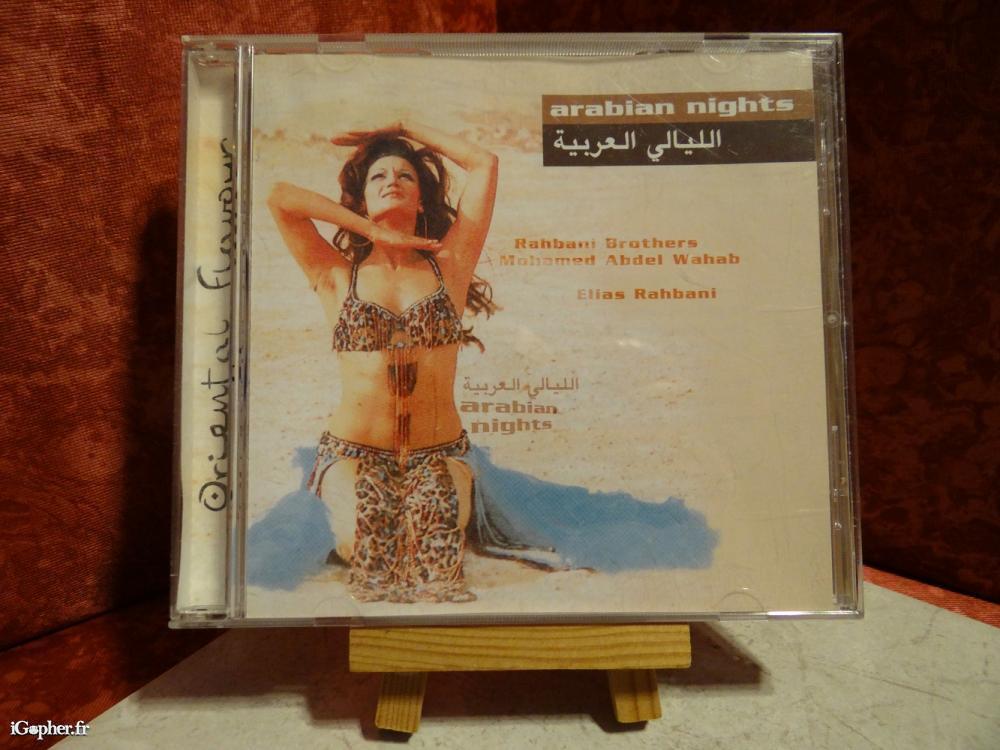 arabian nights
الليالي العربية
Rahbani Brothers
Mohamed Abdel Wahab
Elias Rahbani
الليالي العربية
arabian
nights
Oriental Flavour
iGopher.fr